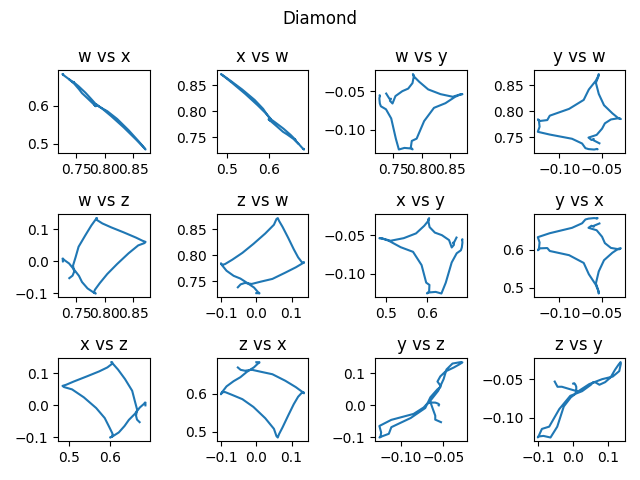 Diamond
w vs x
x vs w
w vs y
y vs w
0.6
0.5
0.75 0.80 0.85
0.85
0.80
0.75
0.5 0.6
−0.05
−0.10
0.75 0.80 0.85
0.85
0.80
0.75
−0.10 −0.05
w vs z
z vs w
x vs y
y vs x
0.1
0.0
−0.1
0.75 0.80 0.85
0.85
0.80
0.75
−0.1 0.0 0.1
−0.05
−0.10
0.5 0.6
0.6
0.5
−0.10 −0.05
x vs z
z vs x
y vs z
z vs y
0.1
0.0
−0.1
0.5 0.6
0.6
0.5
−0.1 0.0 0.1
0.1
0.0
−0.1
−0.10 −0.05
−0.05
−0.10
−0.1 0.0 0.1